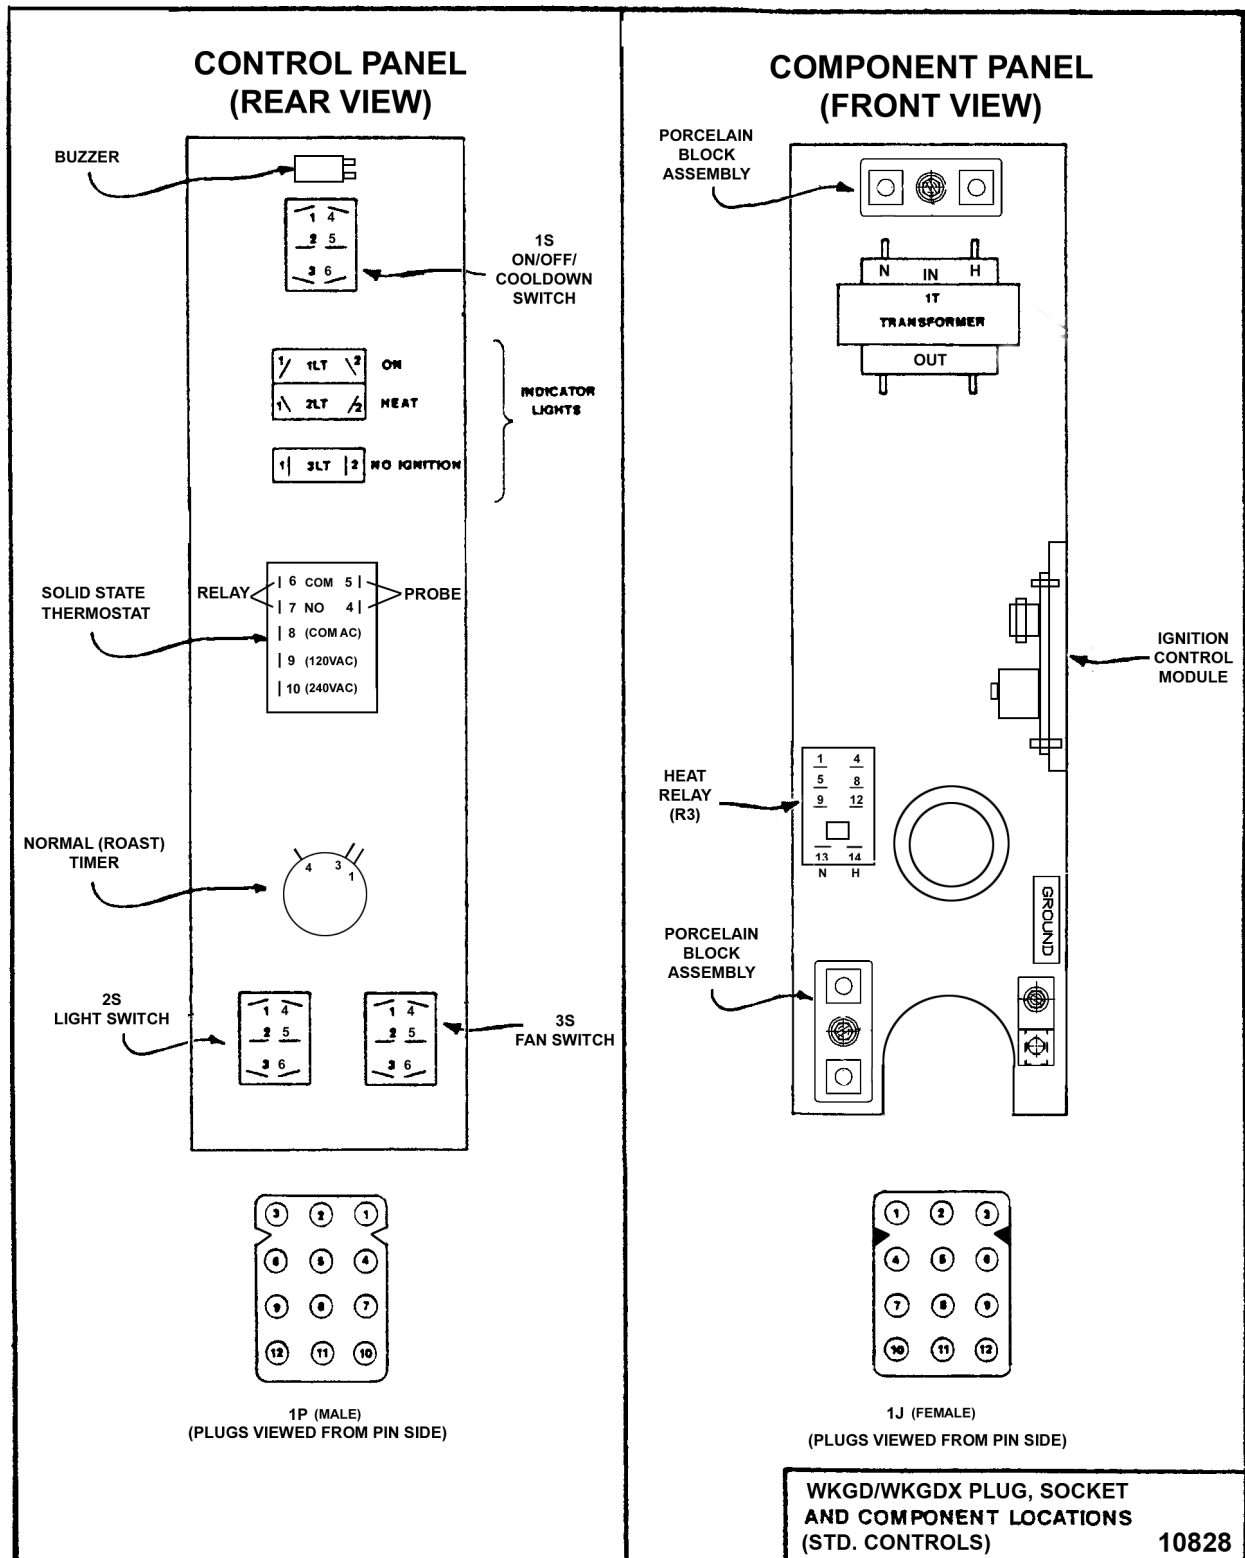 CONTROL PANEL
(REAR VIEW)
BUZZER
1 4
2 5
3 6
1S
ON/OFF/
COOLDOWN
SWITCH
1 1LT 2 ON
1 2LT 2 HEAT
1 3LT 2 NO IGNITION
INDICATOR
LIGHTS
SOLID STATE
THERMOSTAT
RELAY
6 COM 5
7 NO 4
8 (COM AC)
9 (120VAC)
10 (240VAC)
PROBE
NORMAL (ROAST)
TIMER
4 3
1
2S
LIGHT SWITCH
1 4
2 5
3 6
1 4
2 5
3 6
3S
FAN SWITCH
3 2 1
6 5 4
9 8 7
12 11 10
1P (MALE)
(PLUGS VIEWED FROM PIN SIDE)
COMPONENT PANEL
(FRONT VIEW)
PORCELAIN
BLOCK
ASSEMBLY
N IN H
1T
TRANSFORMER
OUT
IGNITION
CONTROL
MODULE
HEAT
RELAY
(R3)
1 4
5 8
9 12
13 14
N H
GROUND
PORCELAIN
BLOCK
ASSEMBLY
1 2 3
4 5 6
7 8 9
10 11 12
1J (FEMALE)
(PLUGS VIEWED FROM PIN SIDE)
WKGD/WKGDX PLUG, SOCKET
AND COMPONENT LOCATIONS
(STD. CONTROLS) 10828